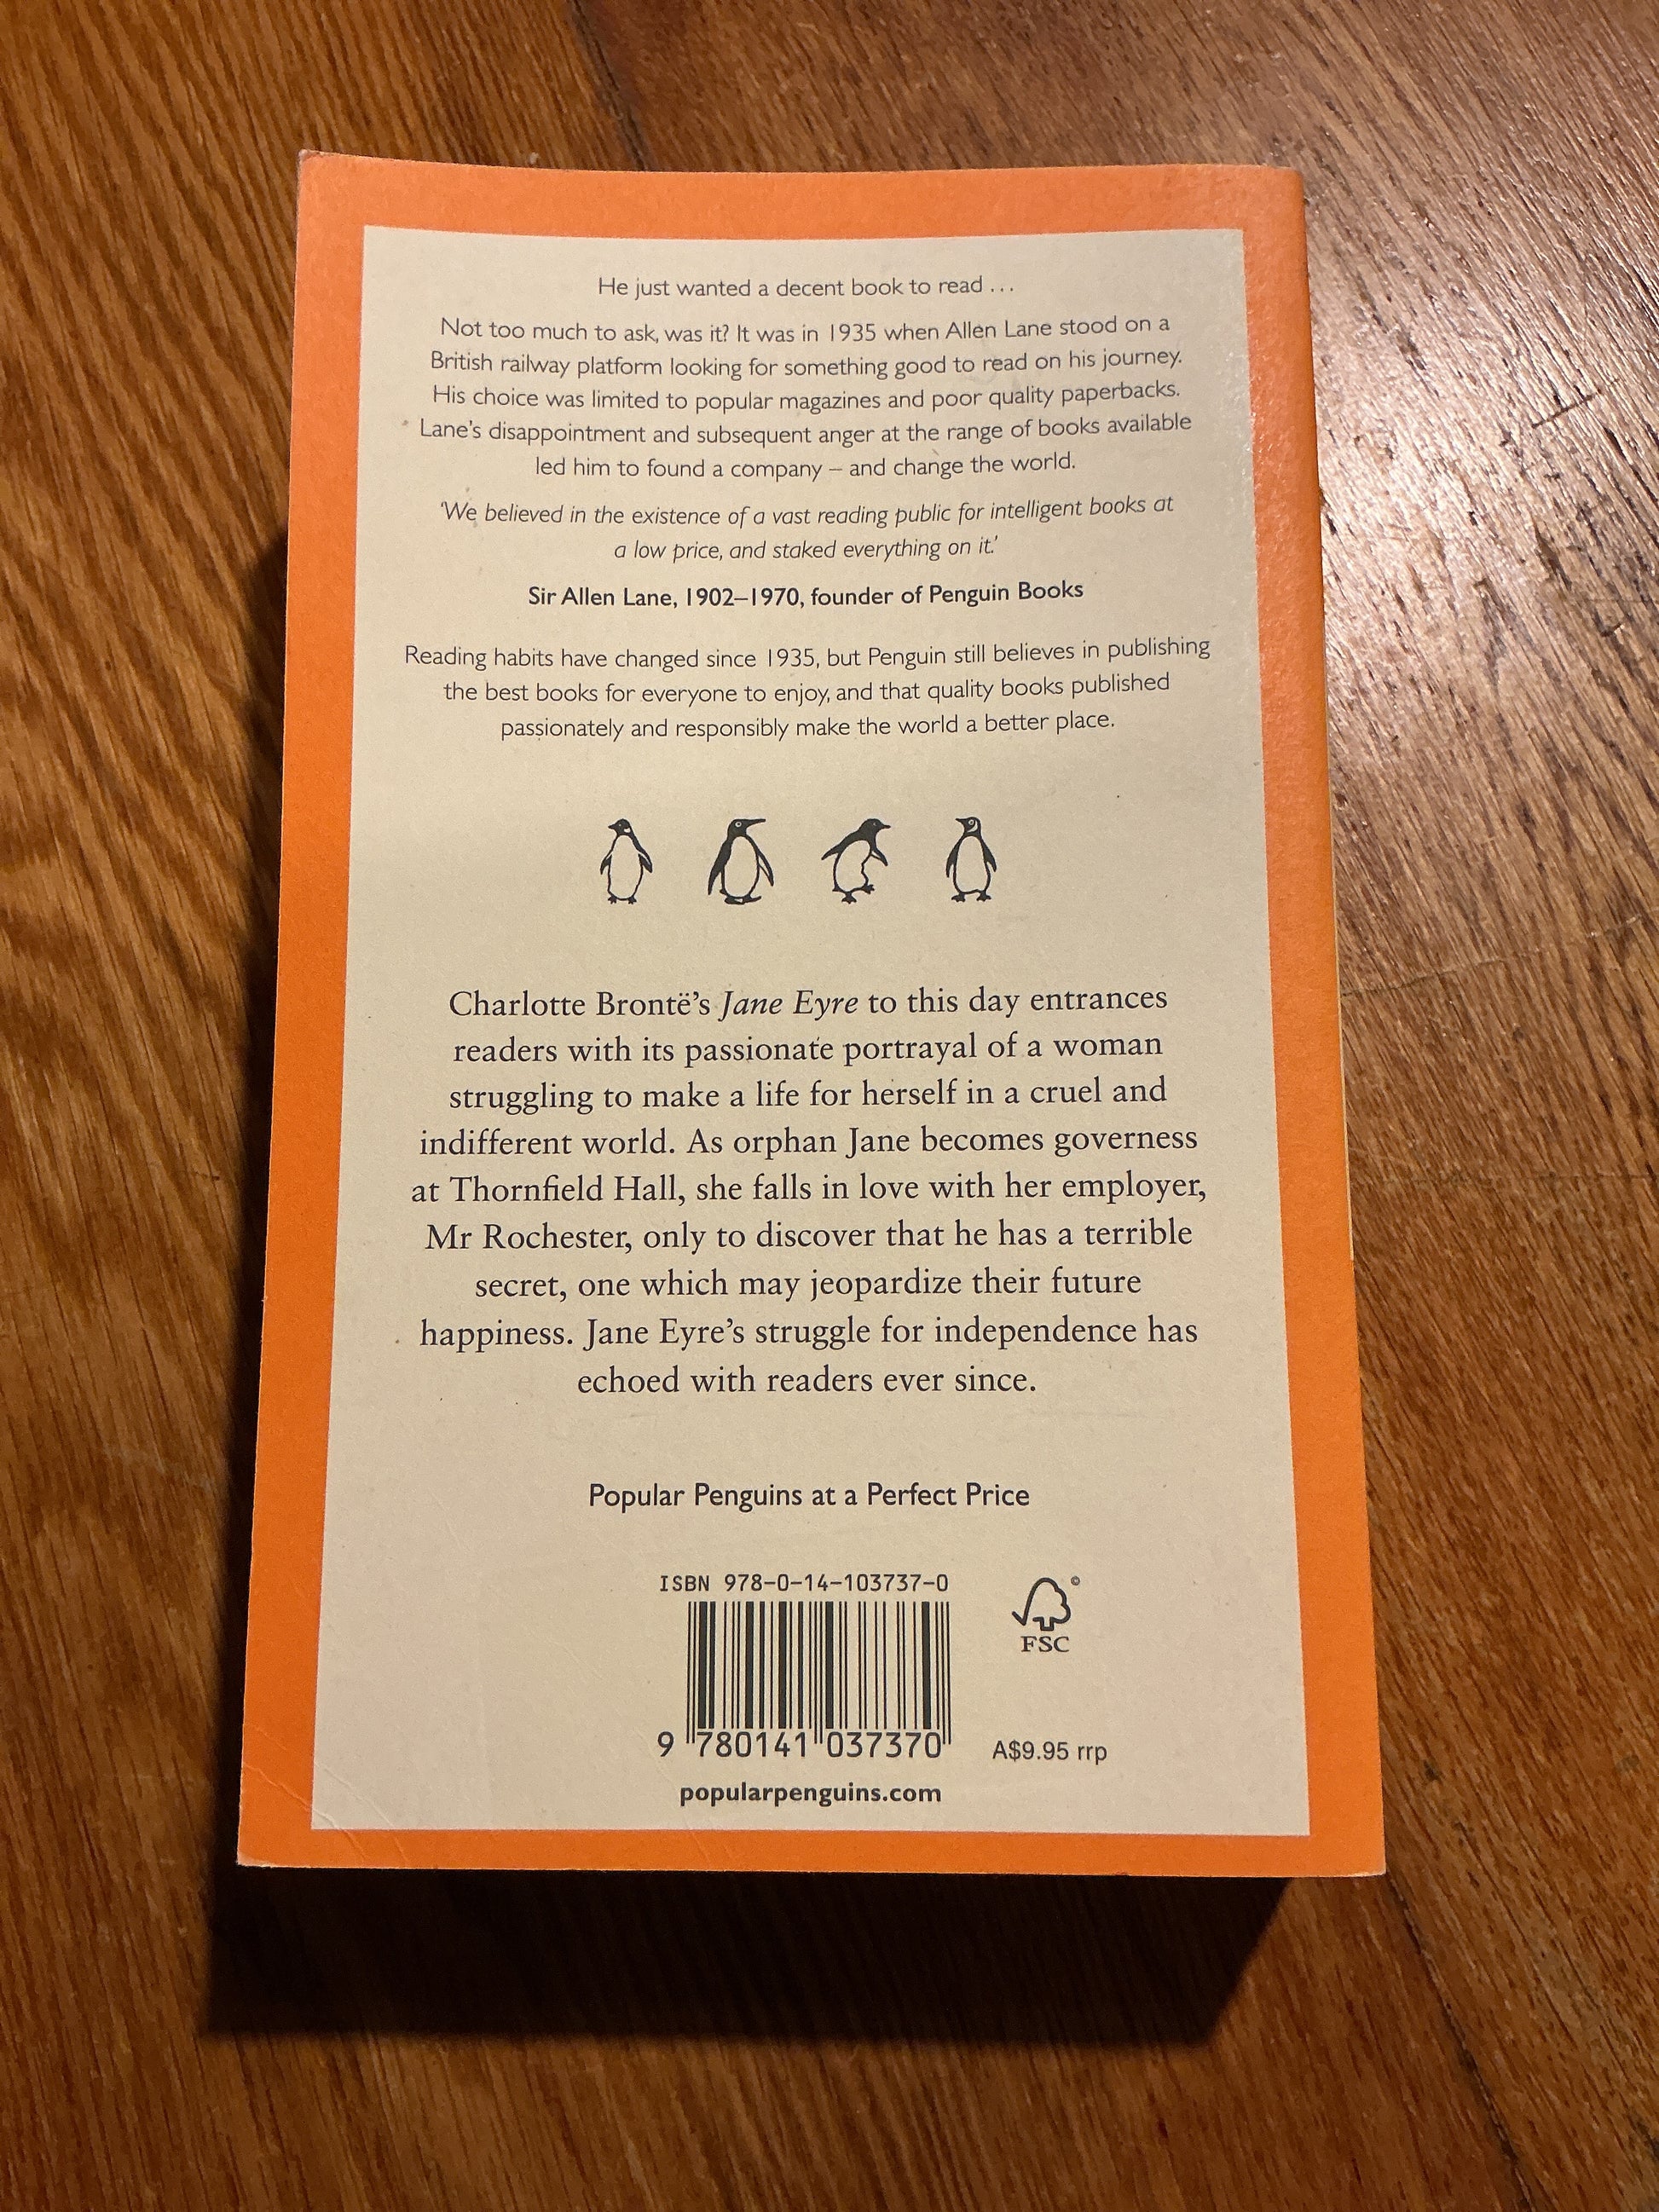 He just wanted a decent book to read ...
Not too much to ask, was it? It was in 1935 when Allen Lane stood on a
British railway platform looking for something good to read on his journey.
His choice was limited to popular magazines and poor quality paperbacks.
Lane's disappointment and subsequent anger at the range of books available
led him to found a company – and change the world.
'We believed in the existence of a vast reading public for intelligent books at
a low price, and staked everything on it.'
Sir Allen Lane, 1902–1970, founder of Penguin Books
Reading habits have changed since 1935, but Penguin still believes in publishing
the best books for everyone to enjoy, and that quality books published
passionately and responsibly make the world a better place.
Charlotte Brontë's Jane Eyre to this day entrances
readers with its passionate portrayal of a woman
struggling to make a life for herself in a cruel and
indifferent world. As orphan Jane becomes governess
at Thornfield Hall, she falls in love with her employer,
Mr Rochester, only to discover that he has a terrible
secret, one which may jeopardize their future
happiness. Jane Eyre's struggle for independence has
echoed with readers ever since.
Popular Penguins at a Perfect Price
ISBN 978-0-14-103737-0
©
FSC
9 780141 037370
A$9.95 rrp
popularpenguins.com